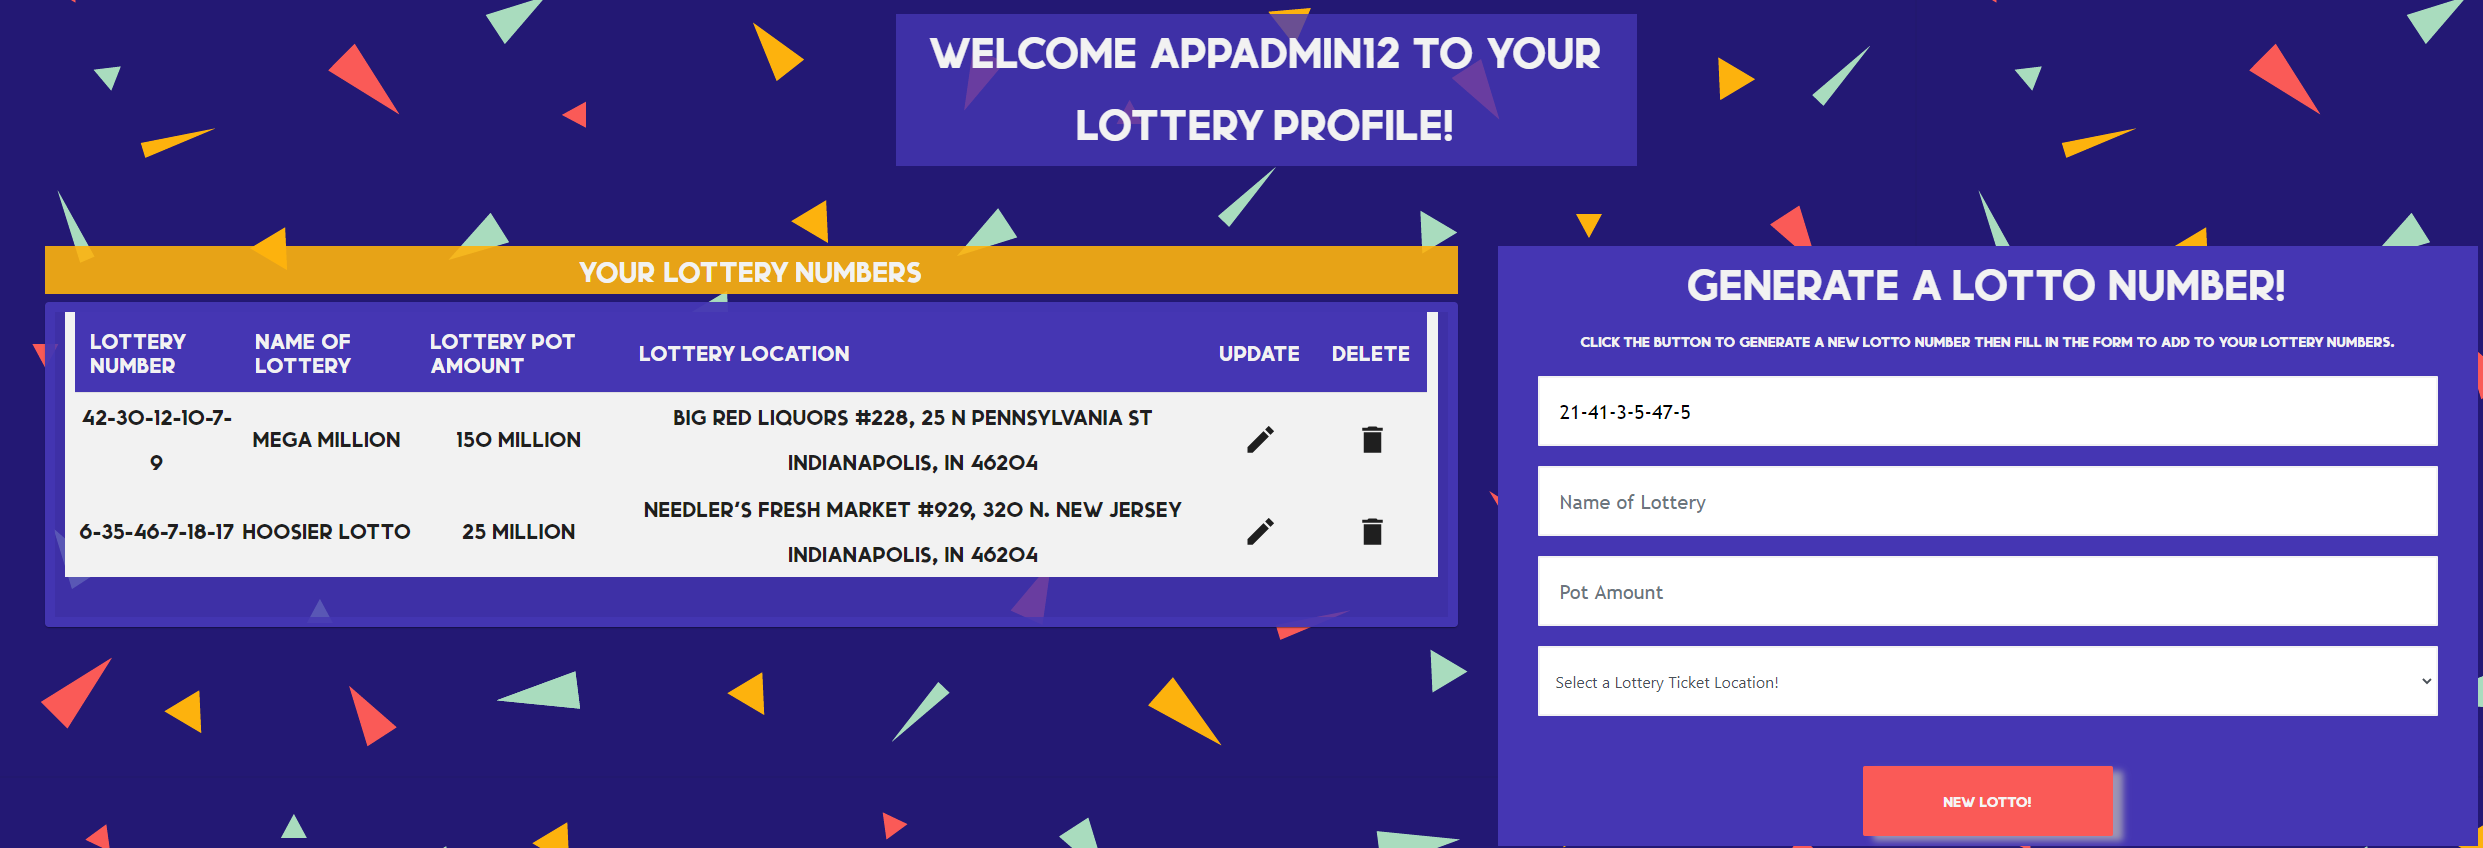 WELCOME APPADMIN12 TO YOUR
LOTTERY PROFILE!
YOUR LOTTERY NUMBERS
LOTTERY NUMBER
NAME OF LOTTERY
LOTTERY POT AMOUNT
LOTTERY LOCATION
UPDATE
DELETE
42-30-12-10-7-
9
MEGA MILLION
150 MILLION
BIG RED LIQUORS #228, 25 N PENNSYLVANIA ST
INDIANAPOLIS, IN 46204
6-35-46-7-18-17
HOOSIER LOTTO
25 MILLION
NEEDLER'S FRESH MARKET #929, 320 N. NEW JERSEY
INDIANAPOLIS, IN 46204
GENERATE A LOTTO NUMBER!
CLICK THE BUTTON TO GENERATE A NEW LOTTO NUMBER THEN FILL IN THE FORM TO ADD TO YOUR LOTTERY NUMBERS.
21-41-3-5-47-5
Name of Lottery
Pot Amount
Select a Lottery Ticket Location!
NEW LOTTO!